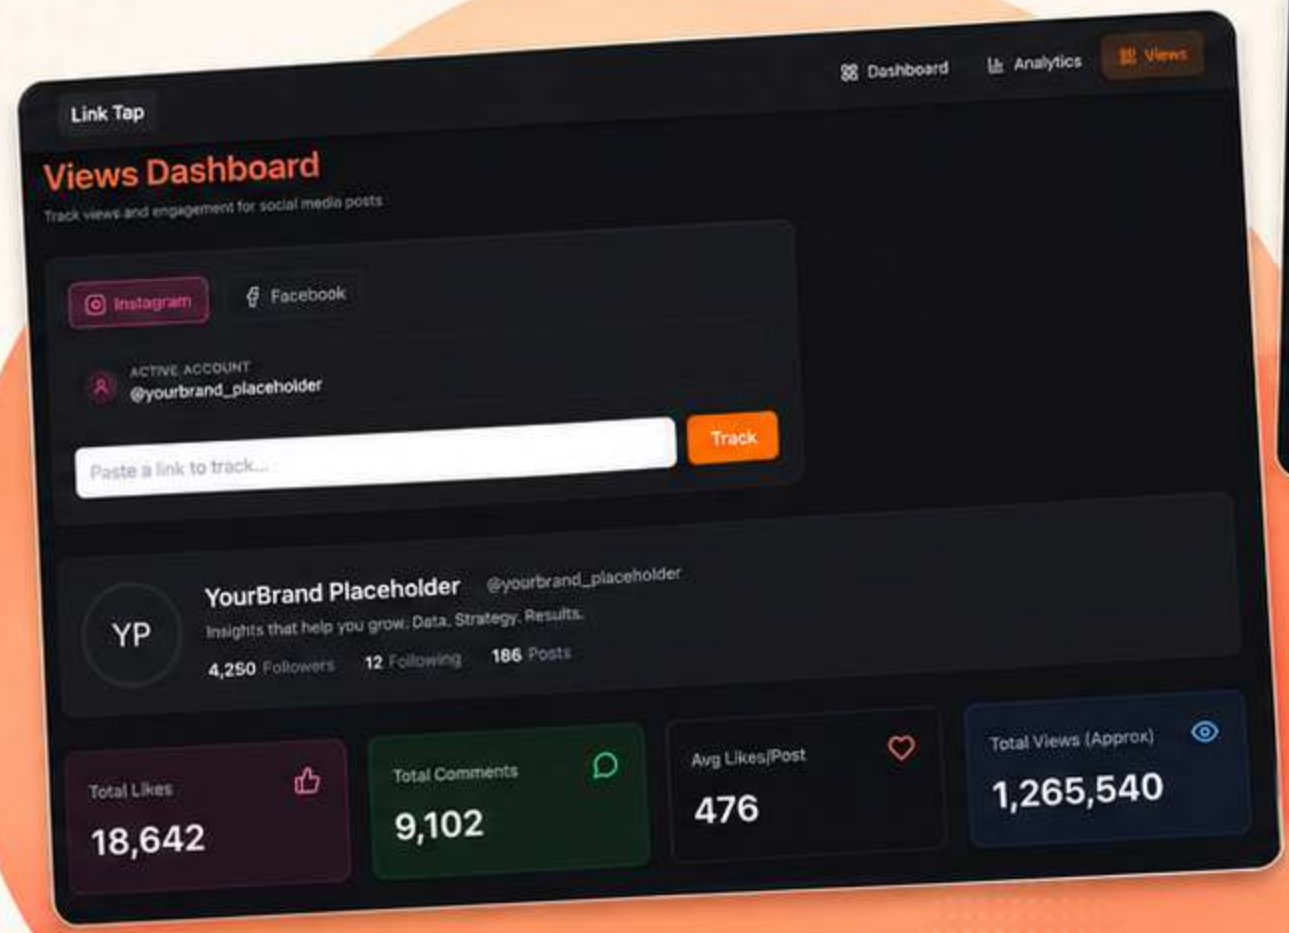 Link Tap
Dashboard
Analytics
Views
Views Dashboard
Track views and engagement for social media posts
Instagram
Facebook
ACTIVE ACCOUNT
@yourbrand_placeholder
Paste a link to track...
Track
YP
YourBrand Placeholder @yourbrand_placeholder
Insights that help you grow. Data. Strategy. Results.
4,250 Followers 12 Following 186 Posts
Total Likes
18,642
Total Comments
9,102
Avg Likes/Post
476
Total Views (Approx)
1,265,540